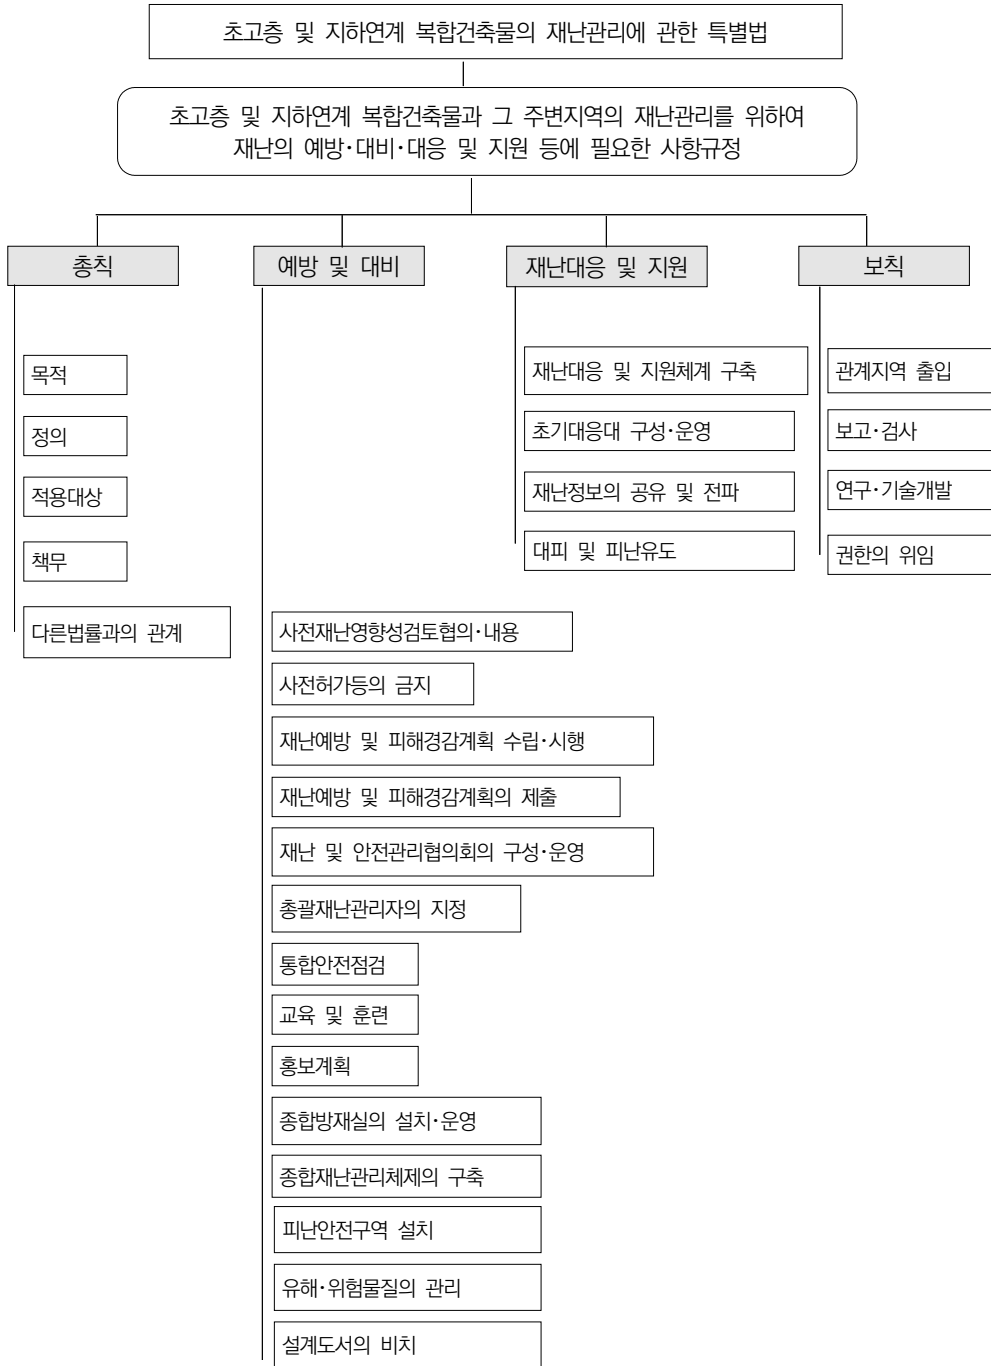 초고층 및 지하연계 복합건축물의 재난관리에 관한 특별법
초고층 및 지하연계 복합건축물과 그 주변지역의 재난관리를 위하여
재난의 예방·대비·대응 및 지원 등에 필요한 사항규정
총칙
목적
정의
적용대상
책무
다른법률과의 관계
예방 및 대비
사전재난영향성검토협의·내용
사전허가등의 금지
재난예방 및 피해경감계획 수립·시행
재난예방 및 피해경감계획의 제출
재난 및 안전관리협의회의 구성·운영
총괄재난관리자의 지정
통합안전점검
교육 및 훈련
홍보계획
종합방재실의 설치·운영
종합재난관리체제의 구축
피난안전구역 설치
유해·위험물질의 관리
설계도서의 비치
재난대응 및 지원
재난대응 및 지원체계 구축
초기대응대 구성·운영
재난정보의 공유 및 전파
대피 및 피난유도
보칙
관계지역 출입
보고·검사
연구·기술개발
권한의 위임